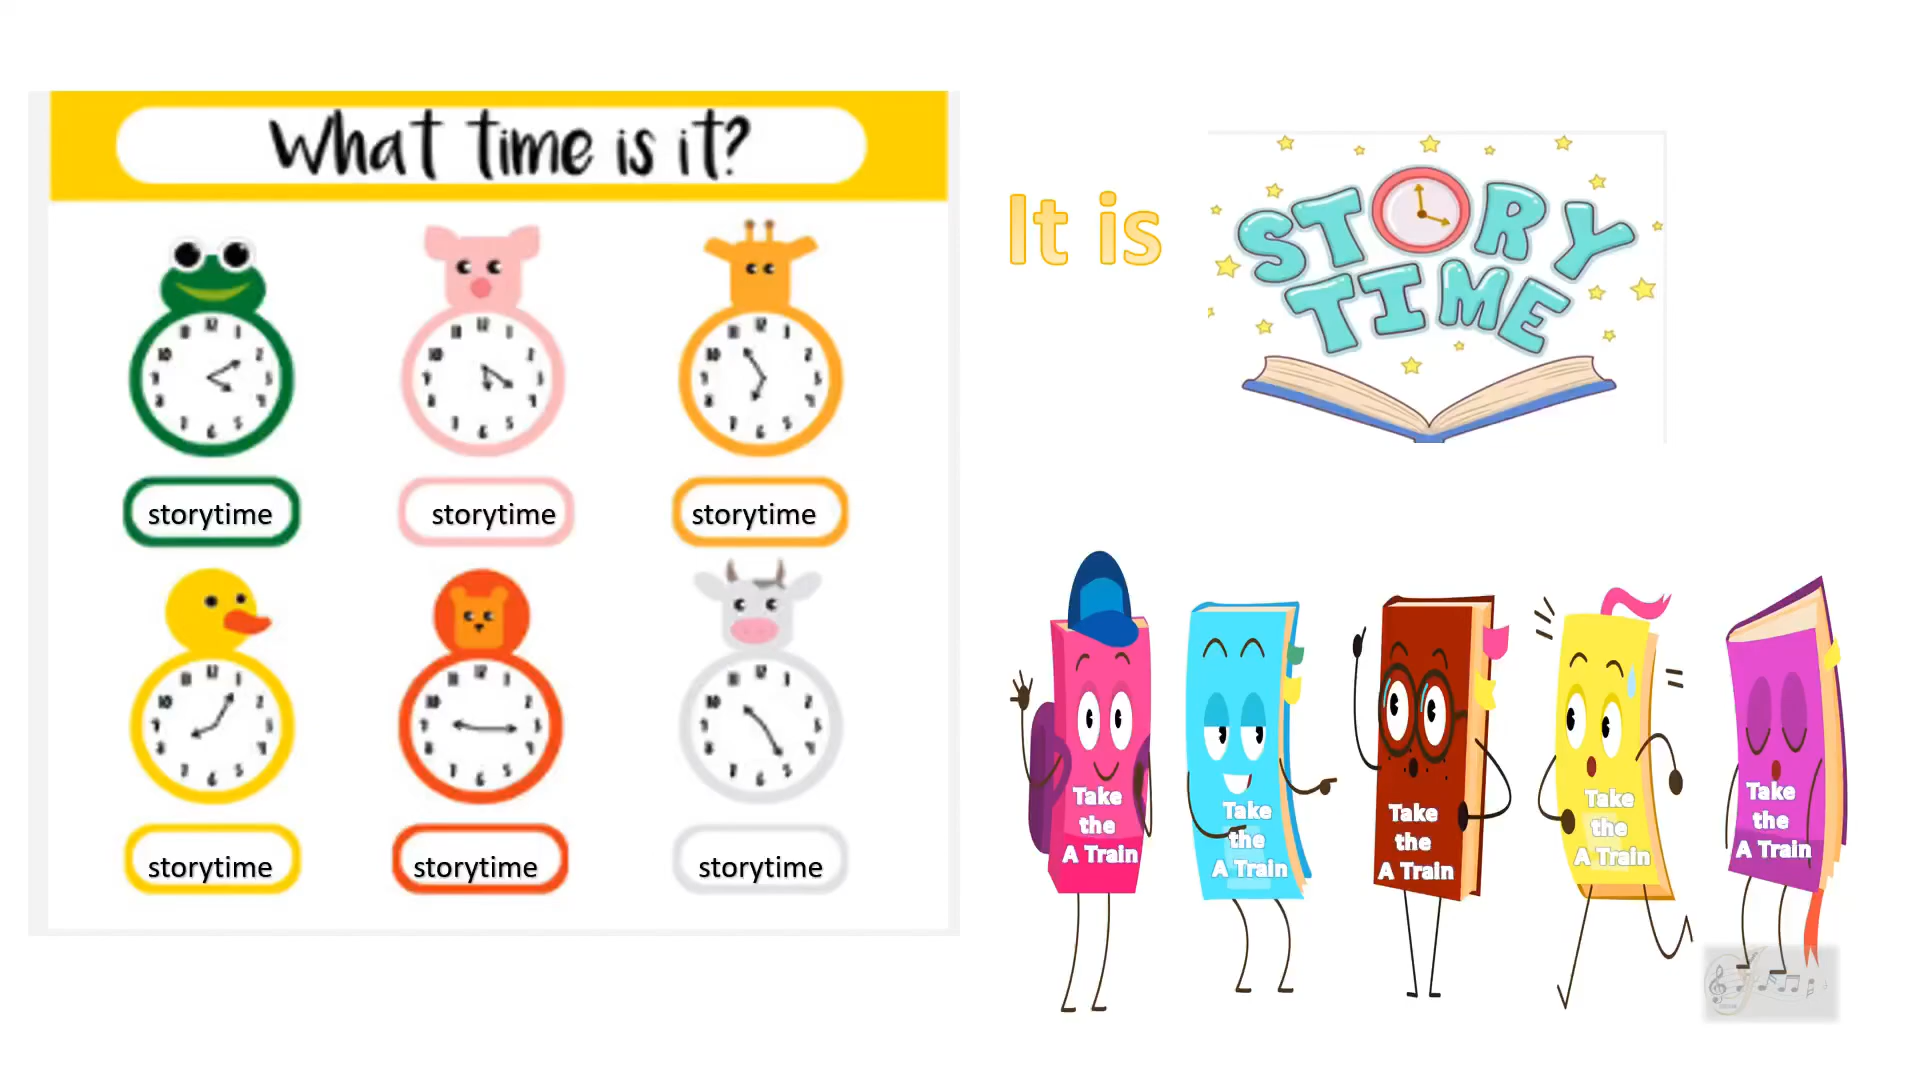 What time is it?
storytime
storytime
storytime
storytime
storytime
storytime
It is
STORY
TIME
Take
the
A Train
Take
the
A Train
Take
the
A Train
Take
the
A Train
Take
the
A Train